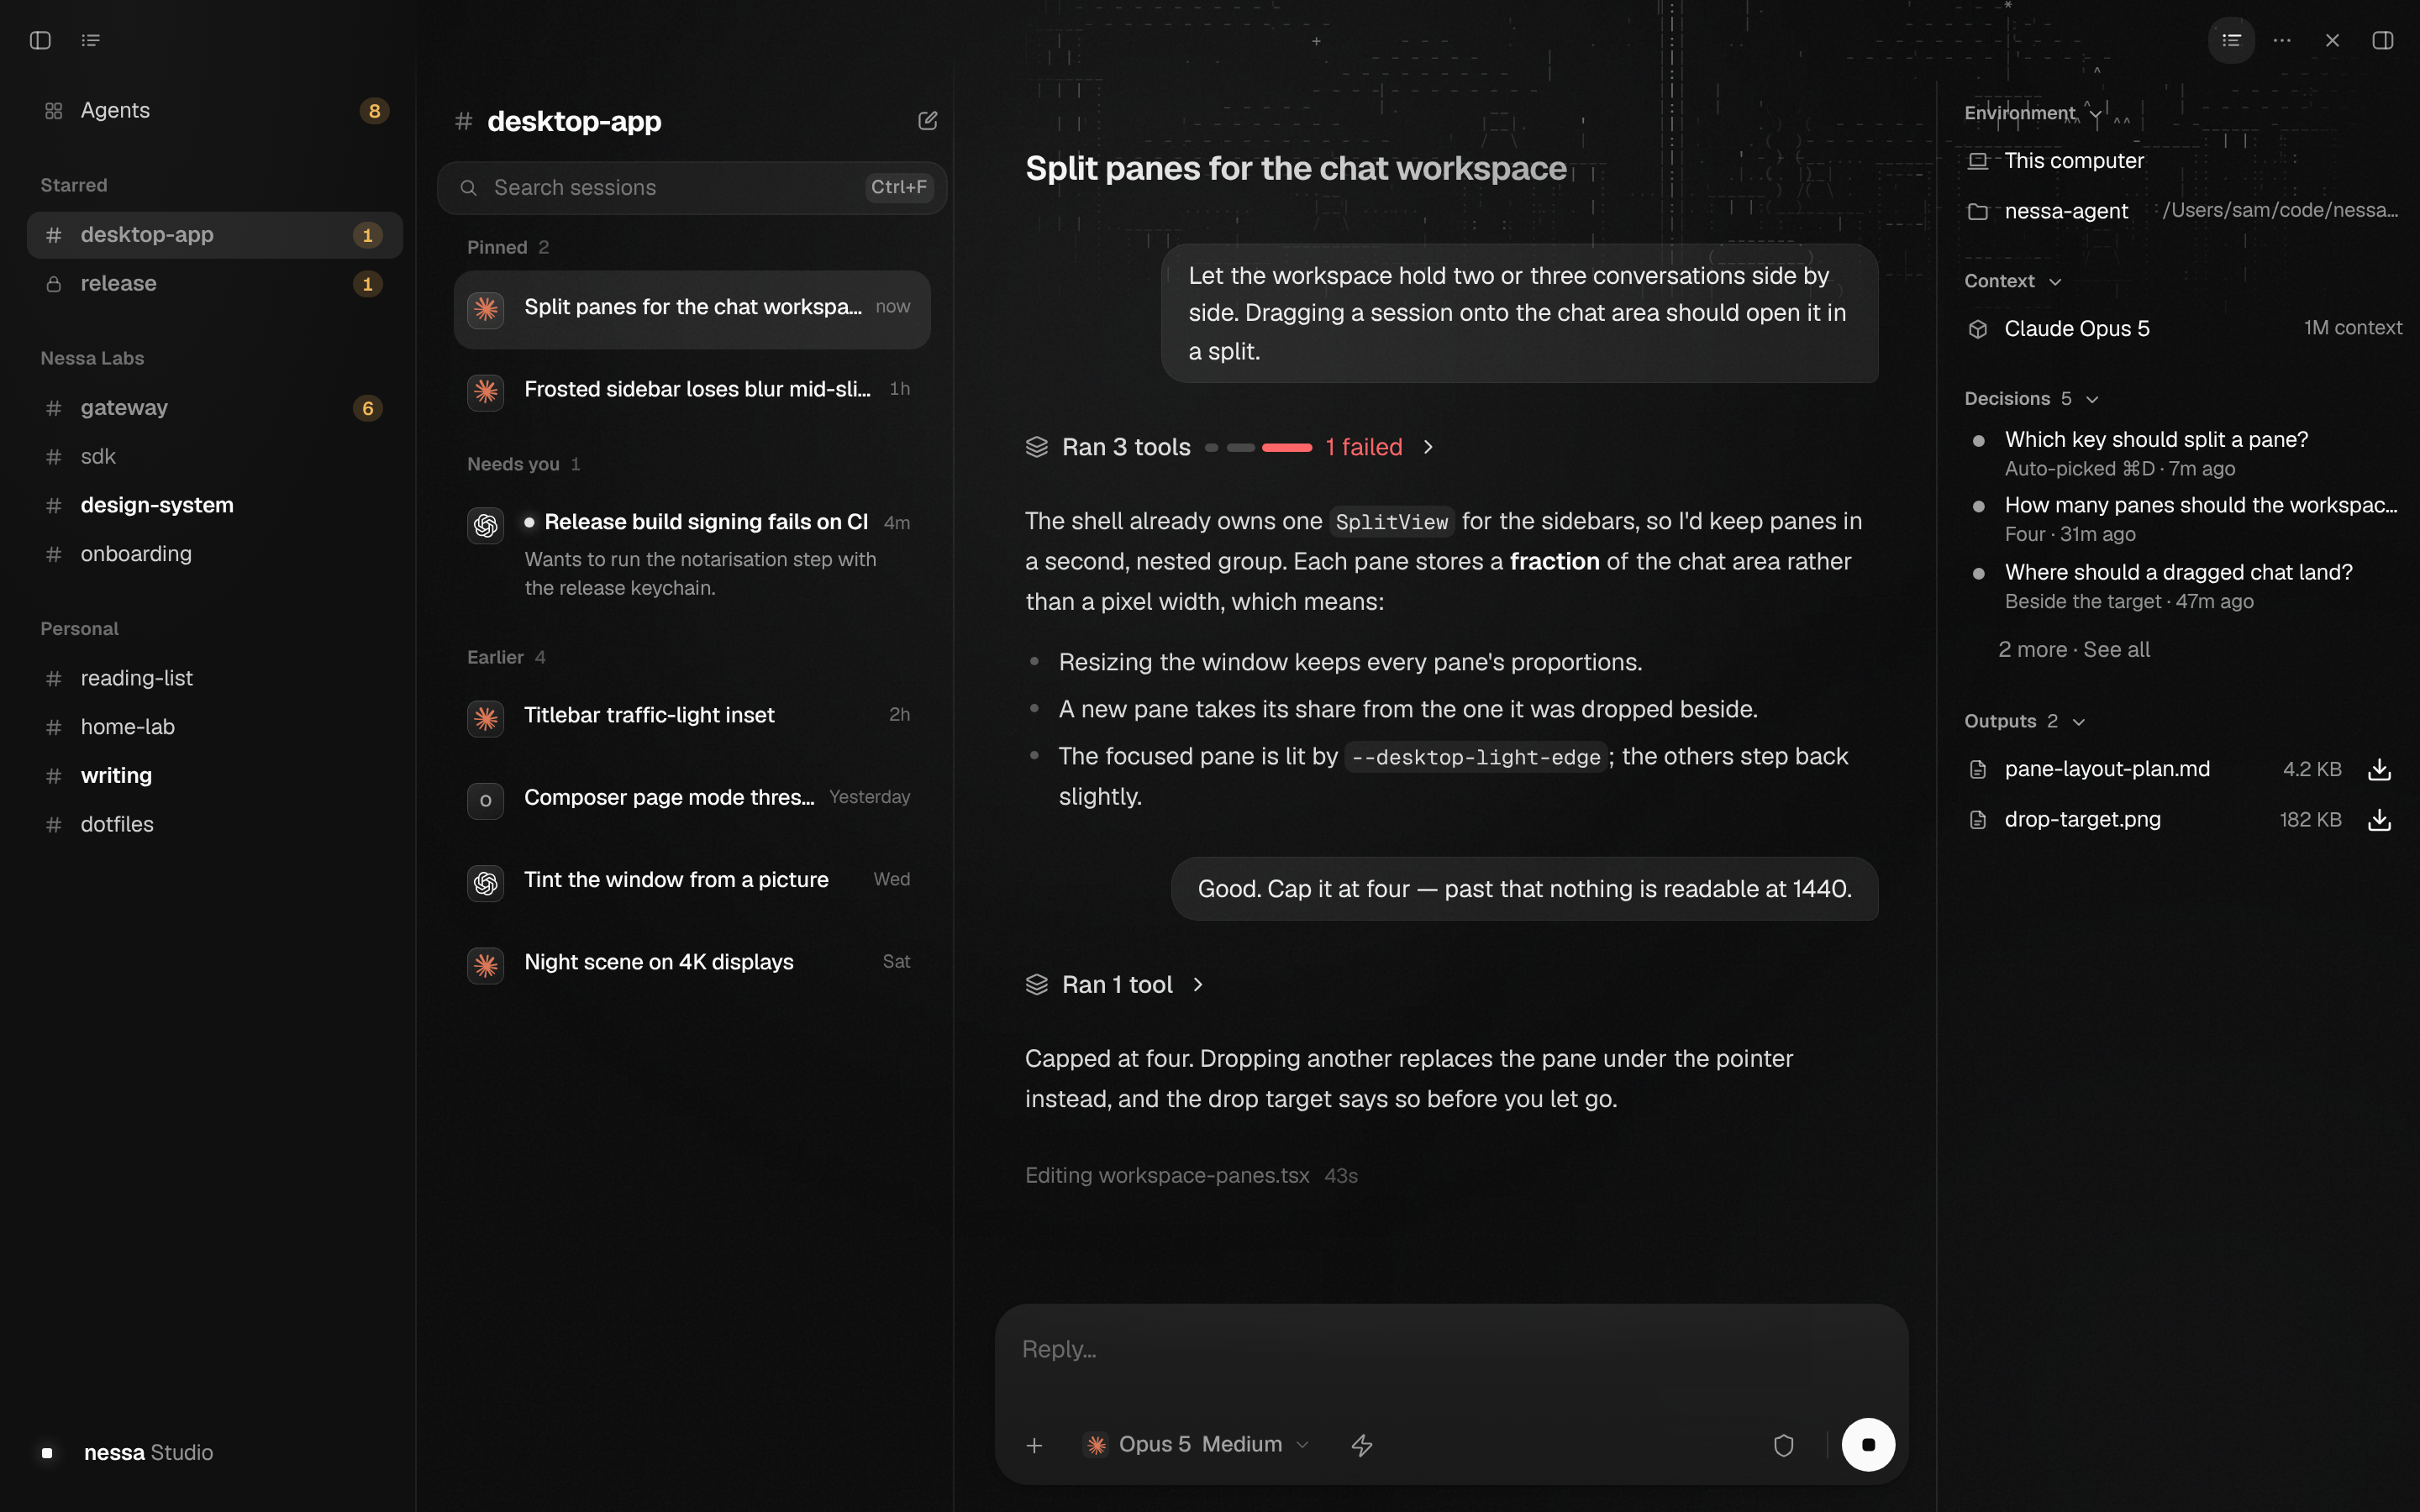 Agents 8
Starred
# desktop-app 1
release 1
Nessa Labs
# gateway 6
# sdk
# design-system
# onboarding
Personal
# reading-list
# home-lab
# writing
# dotfiles
nessa Studio
# desktop-app
Search sessions Ctrl+F
Pinned 2
Split panes for the chat workspa... now
Frosted sidebar loses blur mid-sli... 1h
Needs you 1
Release build signing fails on CI 4m
Wants to run the notarisation step with
the release keychain.
Earlier 4
Titlebar traffic-light inset 2h
O Composer page mode thres... Yesterday
Tint the window from a picture Wed
Night scene on 4K displays Sat
Split panes for the chat workspace
Let the workspace hold two or three conversations side by
side. Dragging a session onto the chat area should open it in
a split.
Ran 3 tools 1 failed
The shell already owns one SplitView for the sidebars, so I'd keep panes in
a second, nested group. Each pane stores a fraction of the chat area rather
than a pixel width, which means:
• Resizing the window keeps every pane's proportions.
• A new pane takes its share from the one it was dropped beside.
• The focused pane is lit by --desktop-light-edge; the others step back
slightly.
Good. Cap it at four — past that nothing is readable at 1440.
Ran 1 tool
Capped at four. Dropping another replaces the pane under the pointer
instead, and the drop target says so before you let go.
Editing workspace-panes.tsx 43s
Reply...
Opus 5 Medium
Environment
This computer
nessa-agent /Users/sam/code/nessa...
Context
Claude Opus 5 1M context
Decisions 5
Which key should split a pane?
Auto-picked ⌘D · 7m ago
How many panes should the workspac...
Four · 31m ago
Where should a dragged chat land?
Beside the target · 47m ago
2 more · See all
Outputs 2
pane-layout-plan.md 4.2 KB
drop-target.png 182 KB